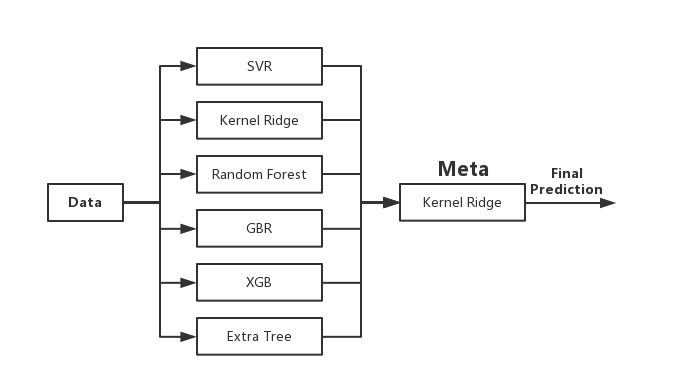 SVR
Kernel Ridge
Random Forest
Data
GBR
XGB
Extra Tree
Meta
Kernel Ridge
Final
Prediction